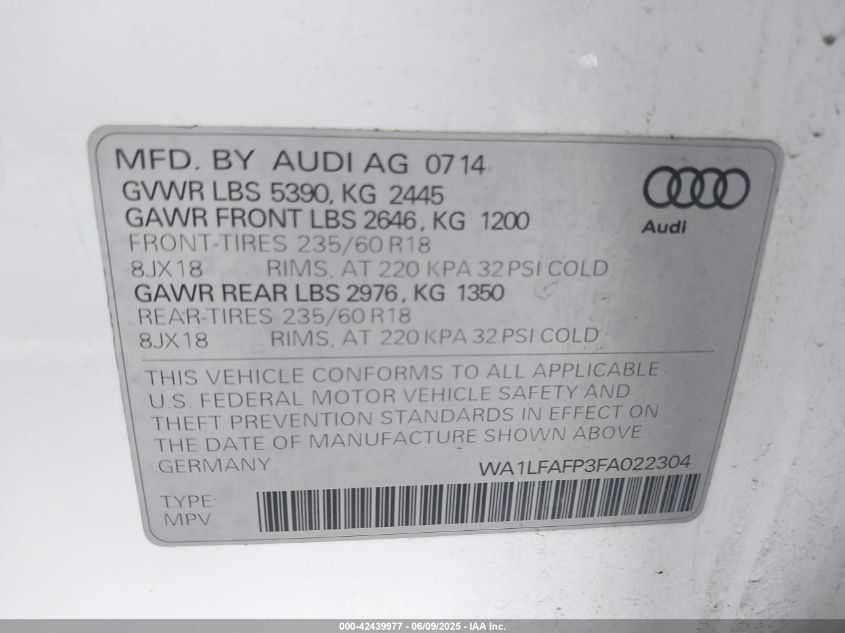 MFD. BY AUDI AG 0714
GVWR LBS 5390, KG 2445
GAWR FRONT LBS 2646, KG 1200
FRONT-TIRES 235/60 R18
8JX18 RIMS, AT 220 KPA 32 PSI COLD
GAWR REAR LBS 2976, KG 1350
REAR-TIRES 235/60 R18
8JX18 RIMS, AT 220 KPA 32 PSI COLD
Audi
THIS VEHICLE CONFORMS TO ALL APPLICABLE
U.S. FEDERAL MOTOR VEHICLE SAFETY AND
THEFT PREVENTION STANDARDS IN EFFECT ON
THE DATE OF MANUFACTURE SHOWN ABOVE.
GERMANY WA1LFAFP3FA022304
TYPE:
MPV
000-42439977 - 06/09/2025 - IAA Inc.